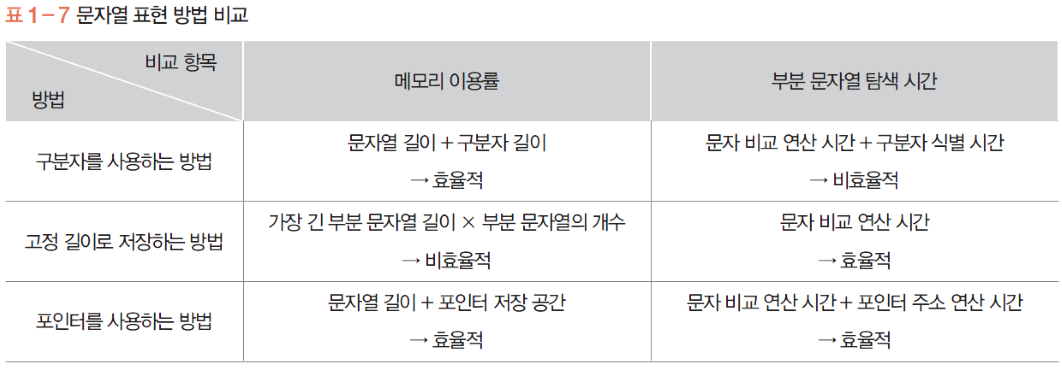 표 1-7 문자열 표현 방법 비교
비교 항목
방법
메모리 이용률
부분 문자열 탐색 시간
구분자를 사용하는 방법
문자열 길이 + 구분자 길이
→ 효율적
문자 비교 연산 시간 + 구분자 식별 시간
→ 비효율적
고정 길이로 저장하는 방법
가장 긴 부분 문자열 길이 × 부분 문자열의 개수
→ 비효율적
문자 비교 연산 시간
→ 효율적
포인터를 사용하는 방법
문자열 길이 + 포인터 저장 공간
→ 효율적
문자 비교 연산 시간 + 포인터 주소 연산 시간
→ 효율적